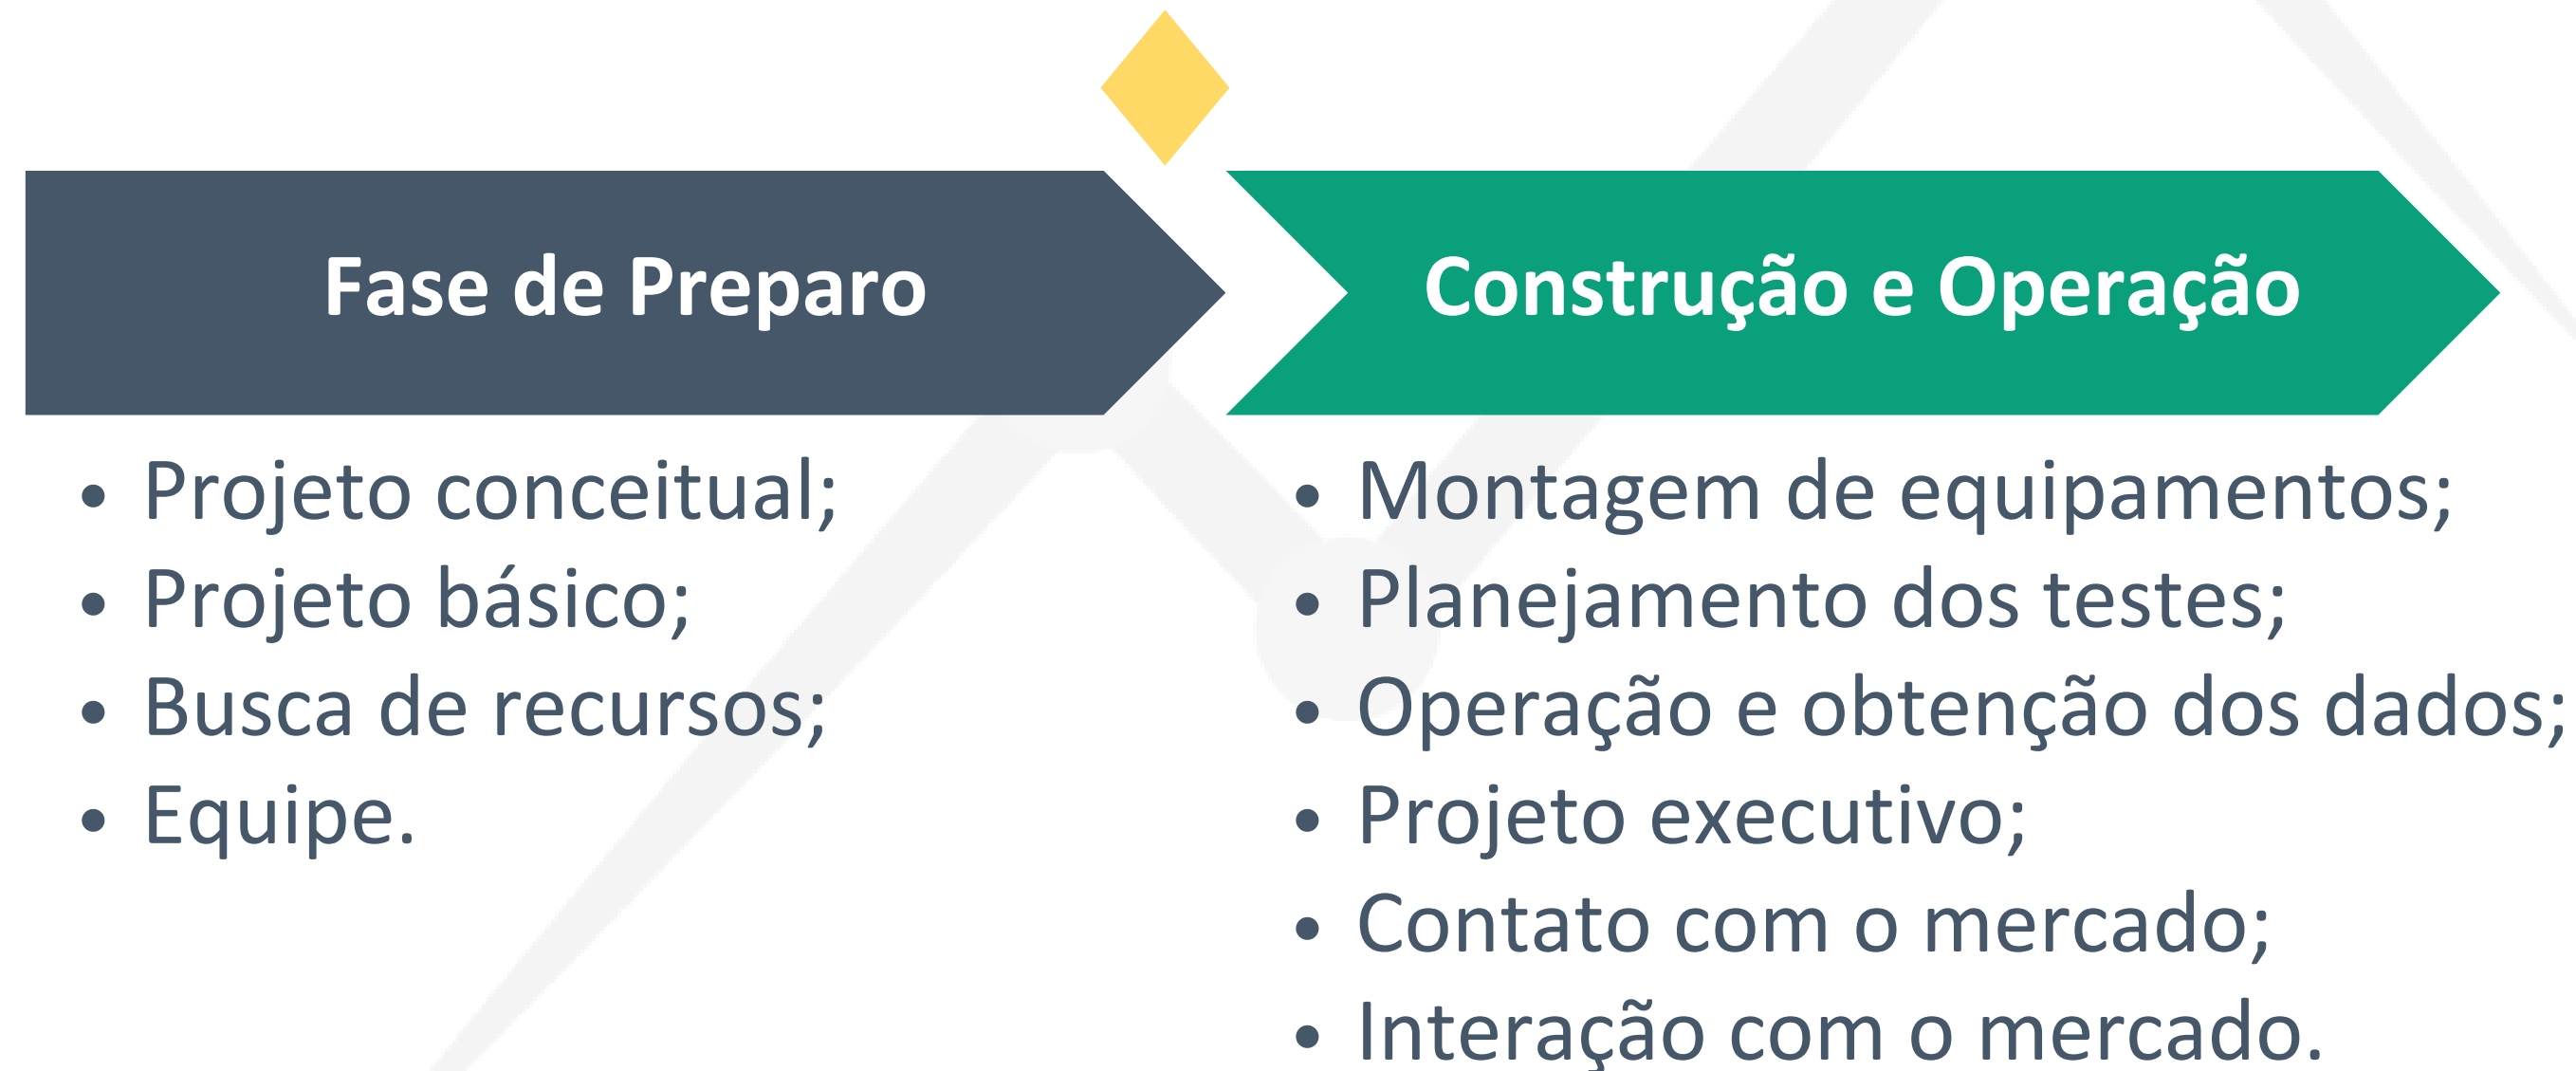 Fase de Preparo
• Projeto conceitual;
• Projeto básico;
• Busca de recursos;
• Equipe.
Construção e Operação
• Montagem de equipamentos;
• Planejamento dos testes;
• Operação e obtenção dos dados;
• Projeto executivo;
• Contato com o mercado;
• Interação com o mercado.